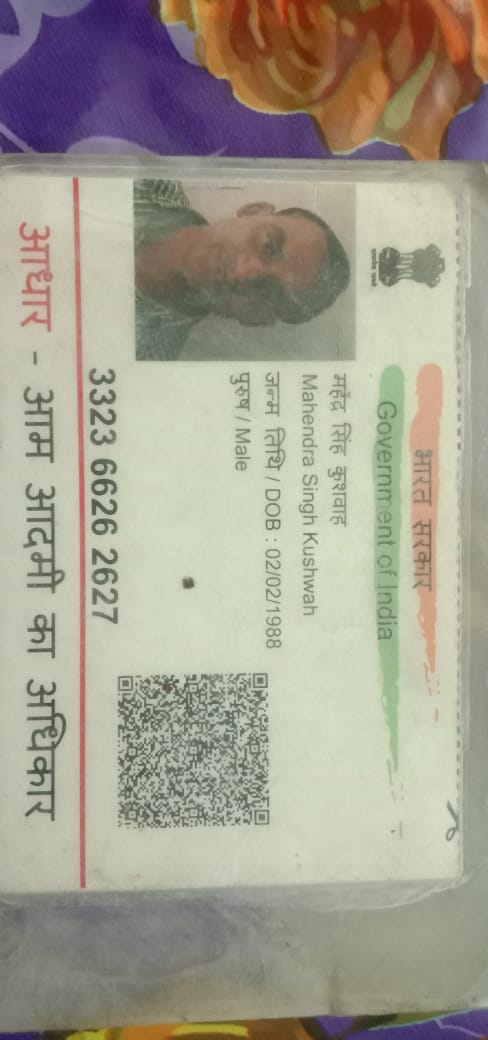 भारत सरकार
Government of India
महेंद्र सिंह कुशवाह
Mahendra Singh Kushwah
जन्म तिथि / DOB : 02/02/1988
पुरुष / Male
3323 6626 2627
आधार - आम आदमी का अधिकार